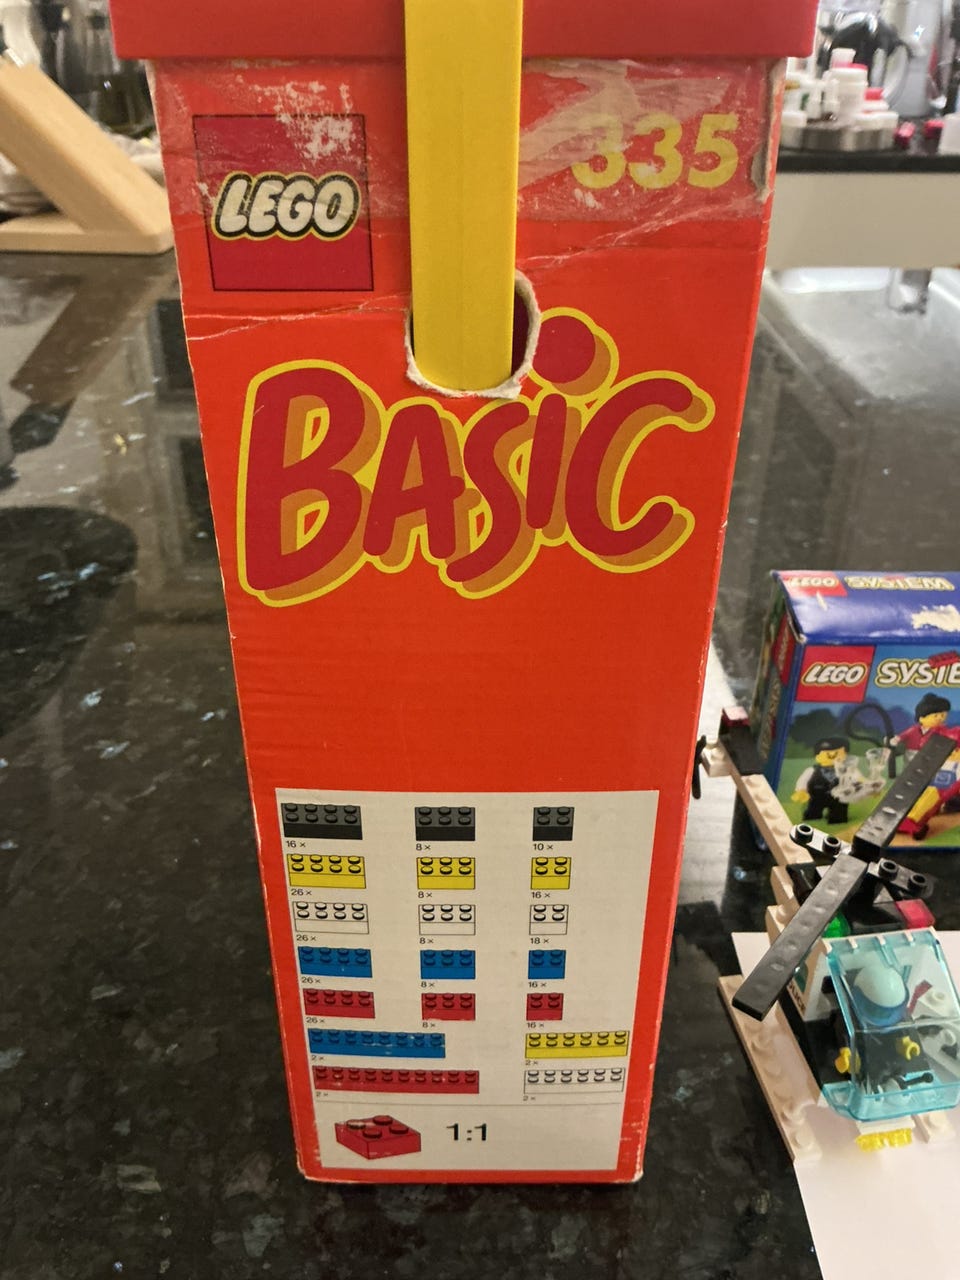 LEGO
335
BASIC
16 × 8 × 10 ×
26 × 8 × 16 ×
26 × 8 × 18 ×
26 × 8 × 16 ×
26 × 8 × 16 ×
2 × 2 ×
2 × 2 ×
1:1
LEGO SYSTEM
LEGO SYSTE